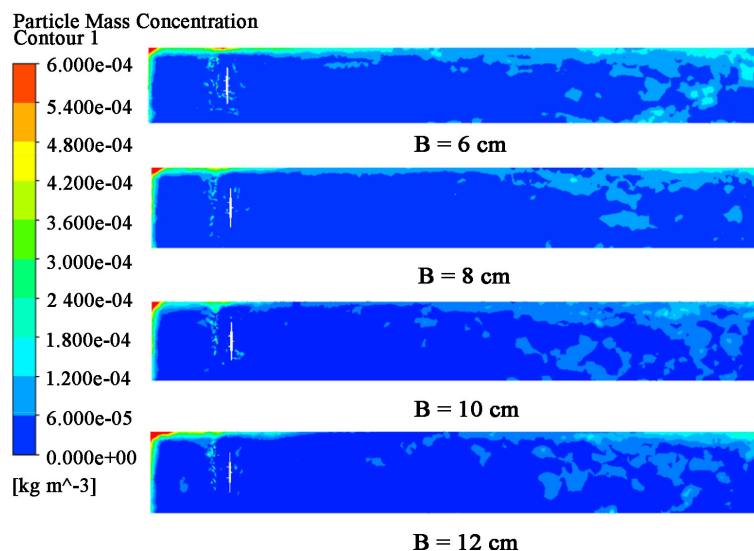 Particle Mass Concentration
Contour 1
6.000e-04
5.400e-04
4.800e-04
4.200e-04
3.600e-04
3.000e-04
2 400e-04
1.800e-04
1.200e-04
6.000e-05
0.000e+00
[kg m^-3]
B = 6 cm
B = 8 cm
B = 10 cm
B = 12 cm